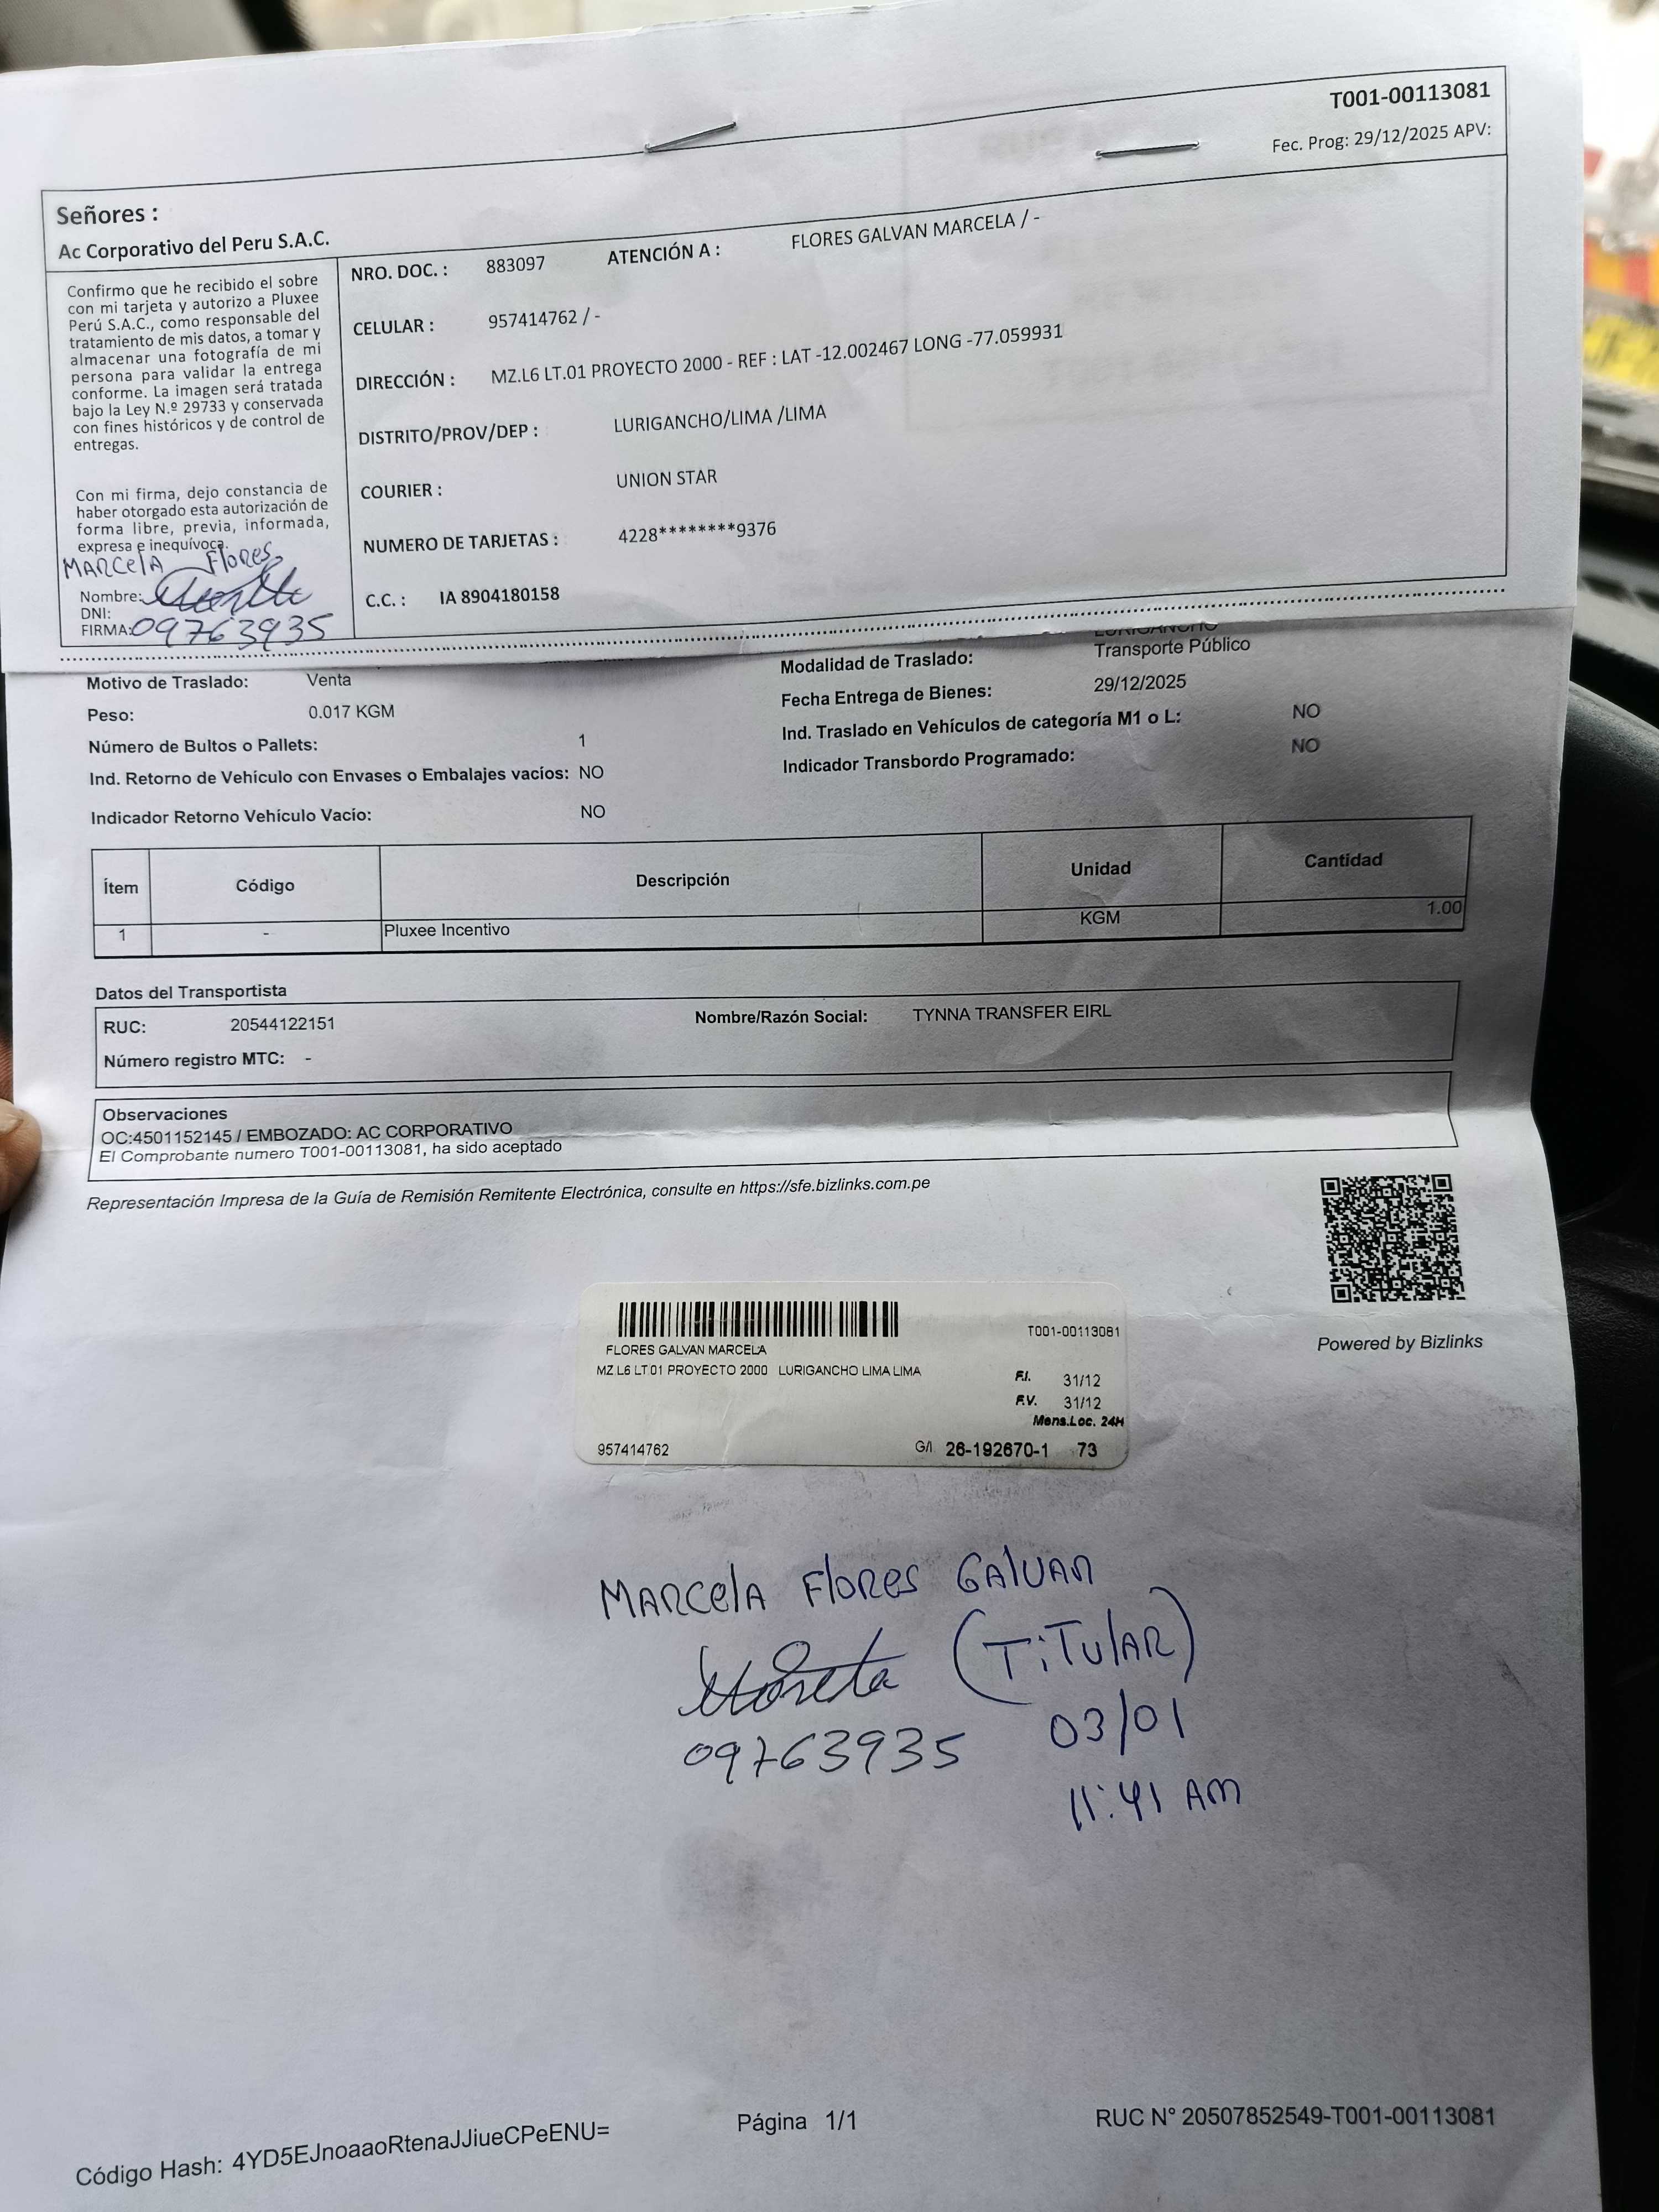 T001-00113081
Fec. Prog: 29/12/2025 APV:
Señores :
Ac Corporativo del Peru S.A.C.
Confirmo que he recibido el sobre
con mi tarjeta y autorizo a Pluxee
Perú S.A.C., como responsable del
tratamiento de mis datos, a tomar y
almacenar una fotografía de mi
persona para validar la entrega
conforme. La imagen será tratada
bajo la Ley N.º 29733 y conservada
con fines históricos y de control de
entregas.
Con mi firma, dejo constancia de
haber otorgado esta autorización de
forma libre, previa, informada,
expresa e inequívoca.
MARCELA Flores
Nombre:
DNI:
FIRMA: 09763935
NRO. DOC. : 883097 ATENCIÓN A : FLORES GALVAN MARCELA / -
CELULAR : 957414762 / -
DIRECCIÓN : MZ.L6 LT.01 PROYECTO 2000 - REF : LAT -12.002467 LONG -77.059931
DISTRITO/PROV/DEP : LURIGANCHO/LIMA /LIMA
COURIER : UNION STAR
NUMERO DE TARJETAS : 4228********9376
C.C. : IA 8904180158
LURIGANCHO
Motivo de Traslado: Venta Modalidad de Traslado: Transporte Público
Peso: 0.017 KGM Fecha Entrega de Bienes: 29/12/2025
Número de Bultos o Pallets: 1 Ind. Traslado en Vehículos de categoría M1 o L: NO
Ind. Retorno de Vehículo con Envases o Embalajes vacíos: NO Indicador Transbordo Programado: NO
Indicador Retorno Vehículo Vacío: NO
Ítem Código Descripción Unidad Cantidad
1 - Pluxee Incentivo KGM 1.00
Datos del Transportista
RUC: 20544122151 Nombre/Razón Social: TYNNA TRANSFER EIRL
Número registro MTC: -
Observaciones
OC:4501152145 / EMBOZADO: AC CORPORATIVO
El Comprobante numero T001-00113081, ha sido aceptado
Representación Impresa de la Guía de Remisión Remitente Electrónica, consulte en https://sfe.bizlinks.com.pe
Powered by Bizlinks
T001-00113081
FLORES GALVAN MARCELA
MZ.L6 LT.01 PROYECTO 2000 LURIGANCHO LIMA LIMA
F.I. 31/12
F.V. 31/12
Mens.Loc. 24H
957414762 G/I 26-192670-1 73
MARCELA FLORES GALVAN
(TITULAR)
09763935 03/01
11:41 AM
Código Hash: 4YD5EJnoaaoRtenaJJiueCPeENU= Página 1/1 RUC N° 20507852549-T001-00113081